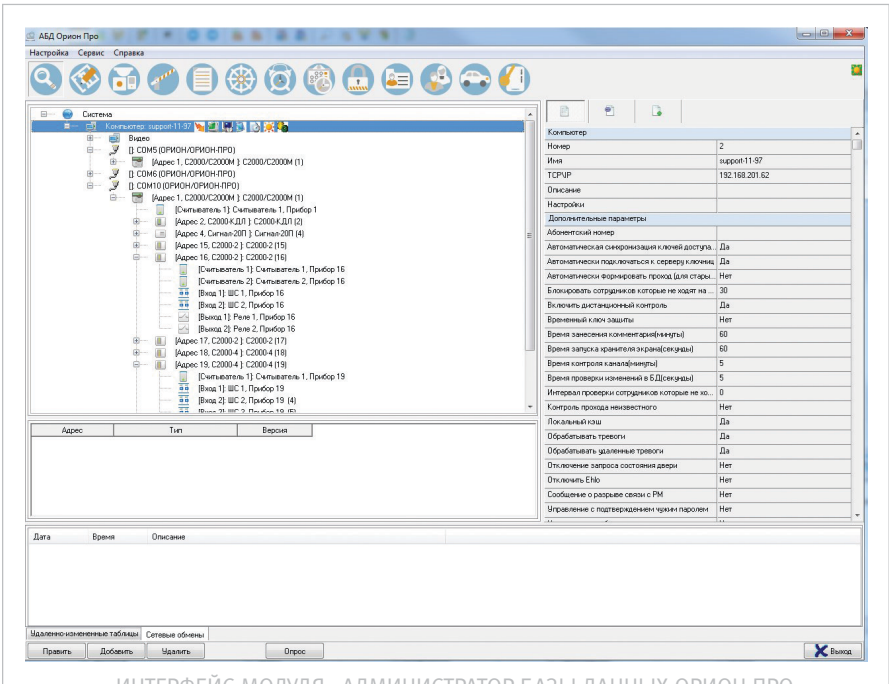 АБД Орион Про
Настройка Сервис Справка
Система
Компьютер: support-11-97
Видео
[]: COM5 (ОРИОН/ОРИОН-ПРО)
[Адрес 1, С2000/С2000М ]: С2000/С2000М (1)
[]: COM6 (ОРИОН/ОРИОН-ПРО)
[]: COM10 (ОРИОН/ОРИОН-ПРО)
[Адрес 1, С2000/С2000М ]: С2000/С2000М (1)
[Считыватель 1]: Считыватель 1, Прибор 1
[Адрес 2, С2000-КДЛ ]: С2000-КДЛ (2)
[Адрес 4, Сигнал-20П ]: Сигнал-20П (4)
[Адрес 15, С2000-2 ]: С2000-2 (15)
[Адрес 16, С2000-2 ]: С2000-2 (16)
[Считыватель 1]: Считыватель 1, Прибор 16
[Считыватель 2]: Считыватель 2, Прибор 16
[Вход 1]: ШС 1, Прибор 16
[Вход 2]: ШС 2, Прибор 16
[Выход 1]: Реле 1, Прибор 16
[Выход 2]: Реле 2, Прибор 16
[Адрес 17, С2000-2 ]: С2000-2 (17)
[Адрес 18, С2000-4 ]: С2000-4 (18)
[Адрес 19, С2000-4 ]: С2000-4 (19)
[Считыватель 1]: Считыватель 1, Прибор 19
[Вход 1]: ШС 1, Прибор 19
[Вход 2]: ШС 2, Прибор 19 (4)
Адрес Тип Версия
Компьютер
Номер 2
Имя support-11-97
TCP\IP 192.168.201.62
Описание
Настройки
Дополнительные параметры
Абонентский номер
Автоматическая синхронизация ключей доступа... Да
Автоматически подключаться к серверу ключниц Да
Автоматически формировать проход (для стары... Нет
Блокировать сотрудников которые не ходят на ... 30
Включить дистанционный контроль Да
Временный ключ защиты Нет
Время занесения комментария(минуты) 60
Время запуска хранителя экрана(секунды) 60
Время контроля канала(минуты) 5
Время проверки изменений в БД(секунды) 5
Интервал проверки сотрудников которые не хо... 0
Контроль прохода неизвестного Нет
Локальный кэш Да
Обрабатывать тревоги Да
Обрабатывать удаленные тревоги Да
Отключение запроса состояния двери Нет
Отключить Ehlo Нет
Сообщение о разрыве связи с РМ Нет
Управление с подтверждением чужим паролем Нет
Дата Время Описание
Удаленно-измененные таблицы Сетевые обмены
Править Добавить Удалить Опрос Выход